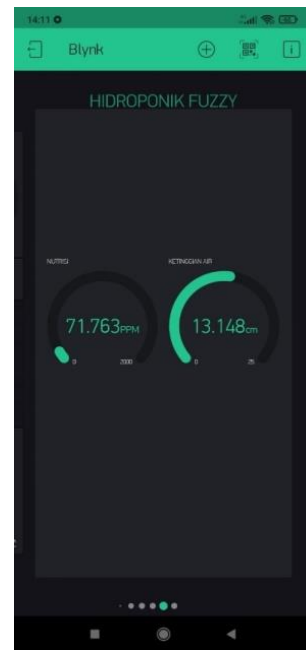 14:11
Blynk
HIDROPONIK FUZZY
NUTRISI
KETINGGIAN AIR
71.763PPM
13.148cm
0 2000
0 25